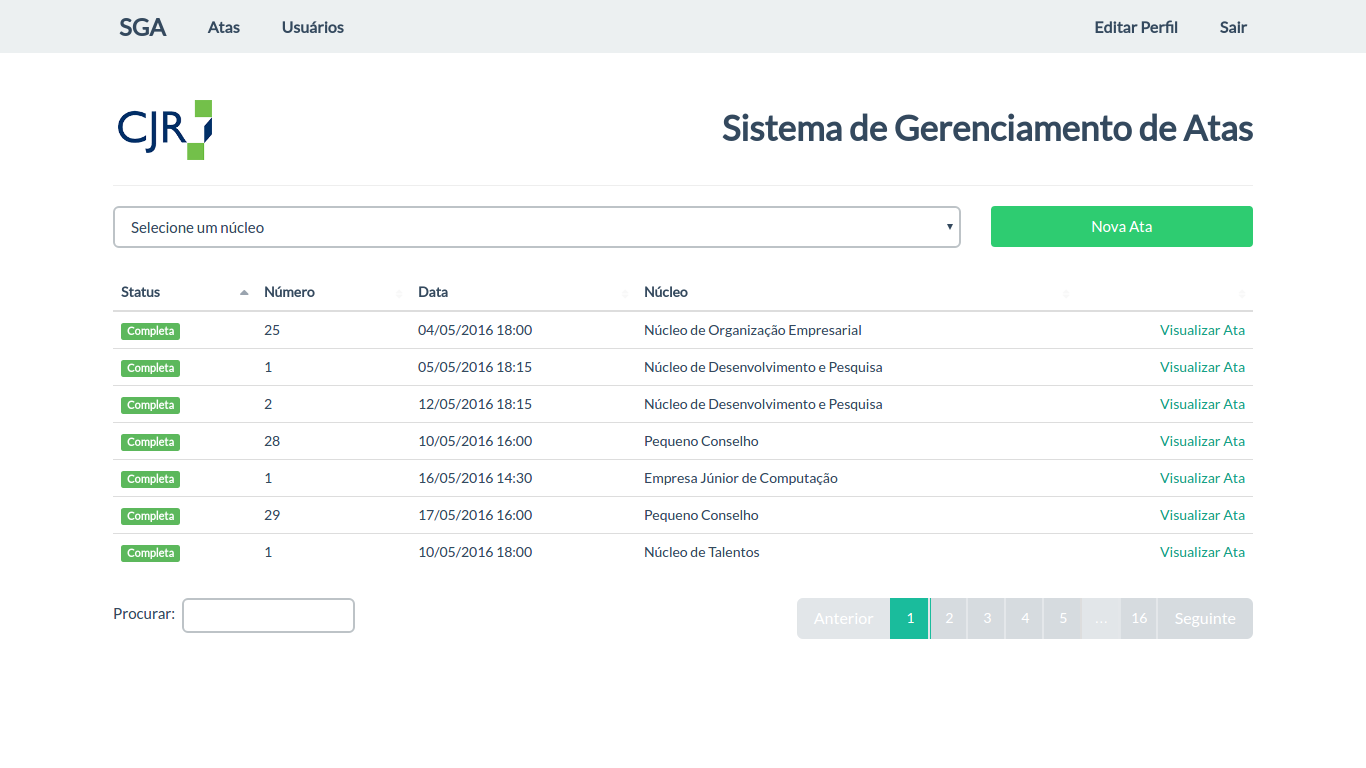 SGA Atas Usuários Editar Perfil Sair
CJR Sistema de Gerenciamento de Atas
Selecione um núcleo Nova Ata
Status Número Data Núcleo
Completa 25 04/05/2016 18:00 Núcleo de Organização Empresarial Visualizar Ata
Completa 1 05/05/2016 18:15 Núcleo de Desenvolvimento e Pesquisa Visualizar Ata
Completa 2 12/05/2016 18:15 Núcleo de Desenvolvimento e Pesquisa Visualizar Ata
Completa 28 10/05/2016 16:00 Pequeno Conselho Visualizar Ata
Completa 1 16/05/2016 14:30 Empresa Júnior de Computação Visualizar Ata
Completa 29 17/05/2016 16:00 Pequeno Conselho Visualizar Ata
Completa 1 10/05/2016 18:00 Núcleo de Talentos Visualizar Ata
Procurar: Anterior 1 2 3 4 5 … 16 Seguinte